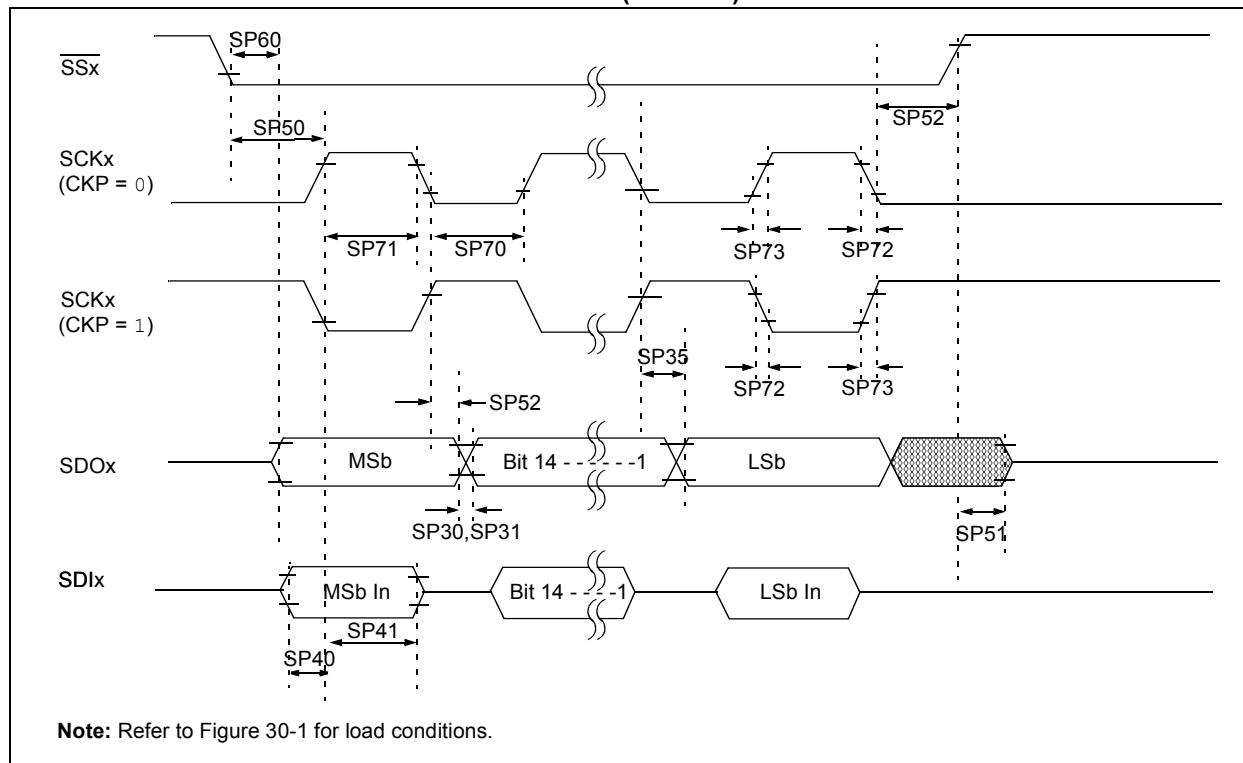 SP60
SSx
SP50
SP52
SCKx
(CKP = 0)
SP71
SP70
SP73
SP72
SCKx
(CKP = 1)
SP35
SP72
SP73
SP52
SDOx
MSb
Bit 14 - - - - - -1
LSb
SP30,SP31
SP51
SDIx
MSb In
Bit 14 - - - -1
LSb In
SP41
SP40
Note: Refer to Figure 30-1 for load conditions.